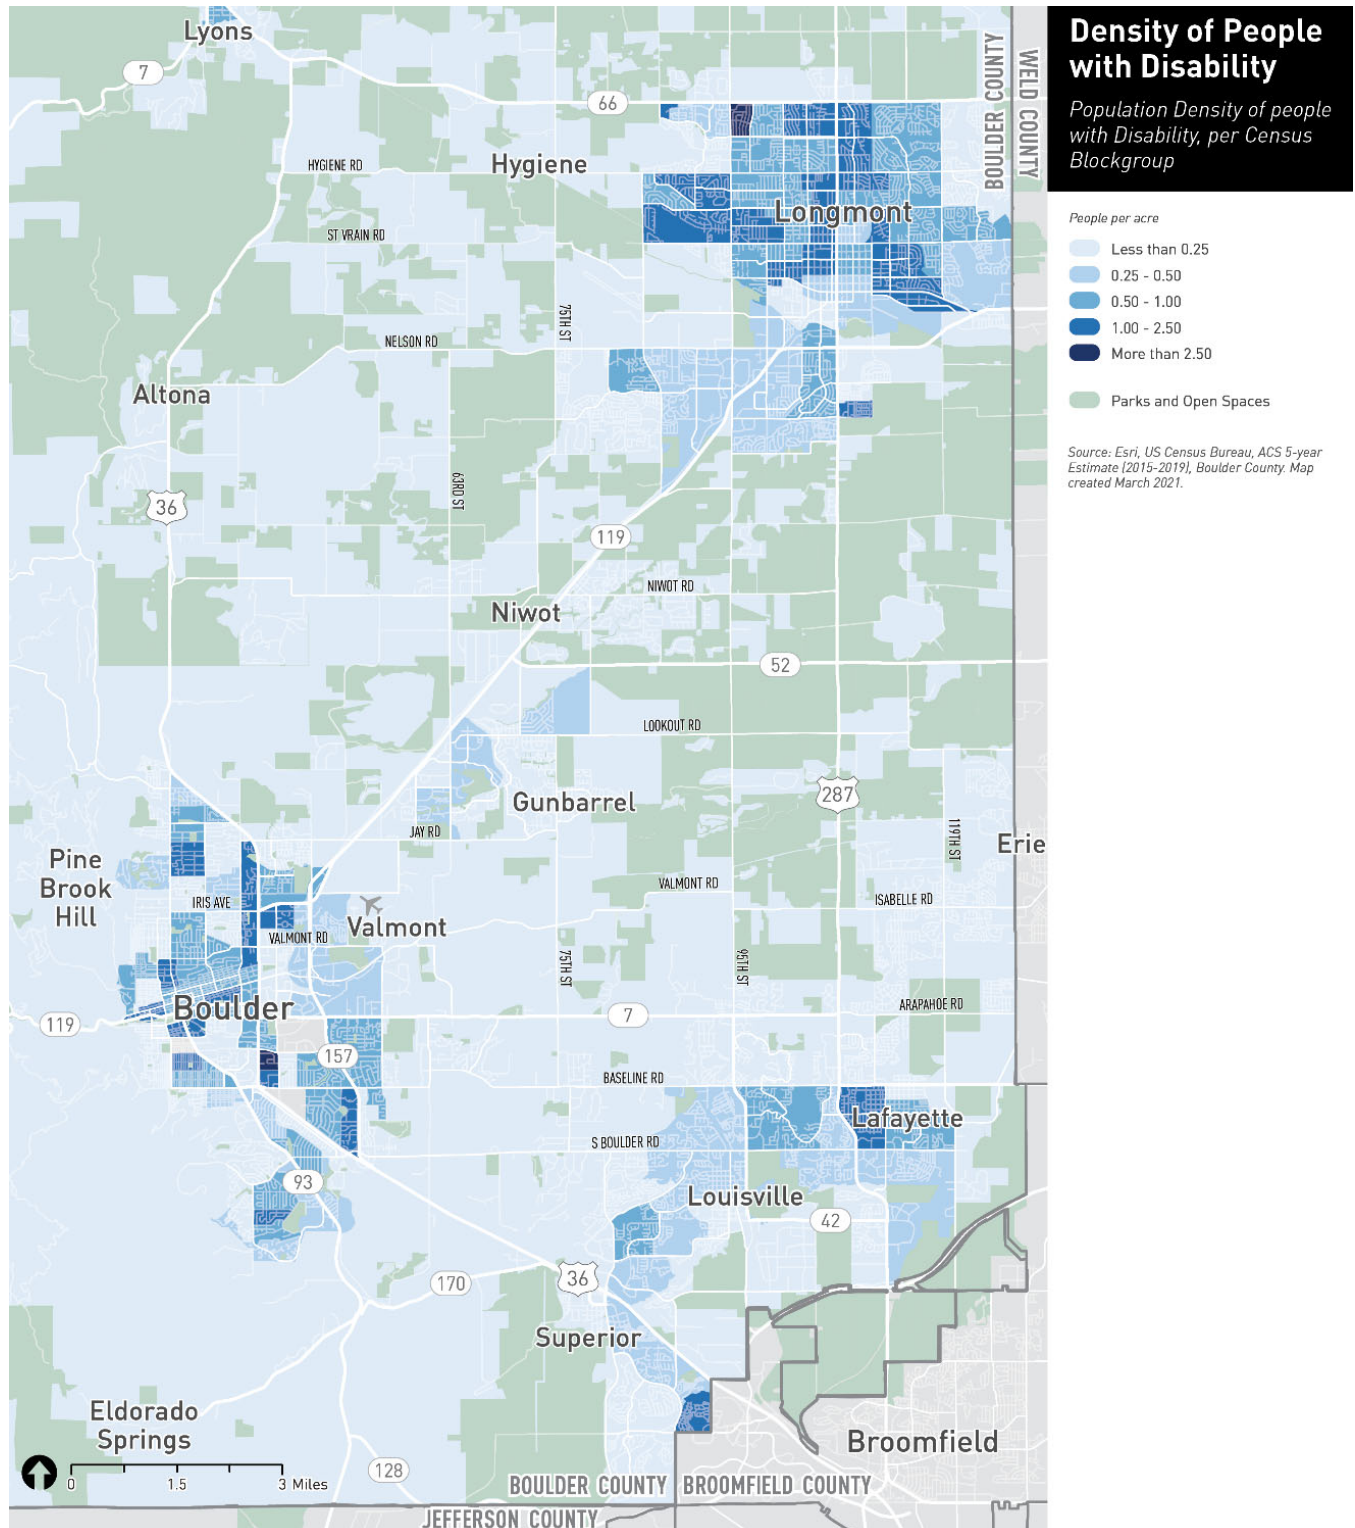 Density of People
with Disability
Population Density of people
with Disability, per Census
Blockgroup
People per acre
Less than 0.25
0.25 - 0.50
0.50 - 1.00
1.00 - 2.50
More than 2.50
Parks and Open Spaces
Source: Esri, US Census Bureau, ACS 5-year
Estimate (2015-2019), Boulder County. Map
created March 2021.
Lyons
7
66
BOULDER COUNTY
WELD COUNTY
HYGIENE RD
Hygiene
Longmont
ST VRAIN RD
75TH ST
NELSON RD
Altona
63RD ST
36
119
NIWOT RD
Niwot
52
LOOKOUT RD
287
Gunbarrel
JAY RD
119TH ST
Erie
Pine
Brook
Hill
VALMONT RD
IRIS AVE
ISABELLE RD
Valmont
VALMONT RD
75TH ST
95TH ST
Boulder
ARAPAHOE RD
119
7
157
BASELINE RD
Lafayette
S BOULDER RD
93
Louisville
42
36
170
Superior
Eldorado
Springs
Broomfield
128
0
1.5
3 Miles
BOULDER COUNTY
BROOMFIELD COUNTY
JEFFERSON COUNTY